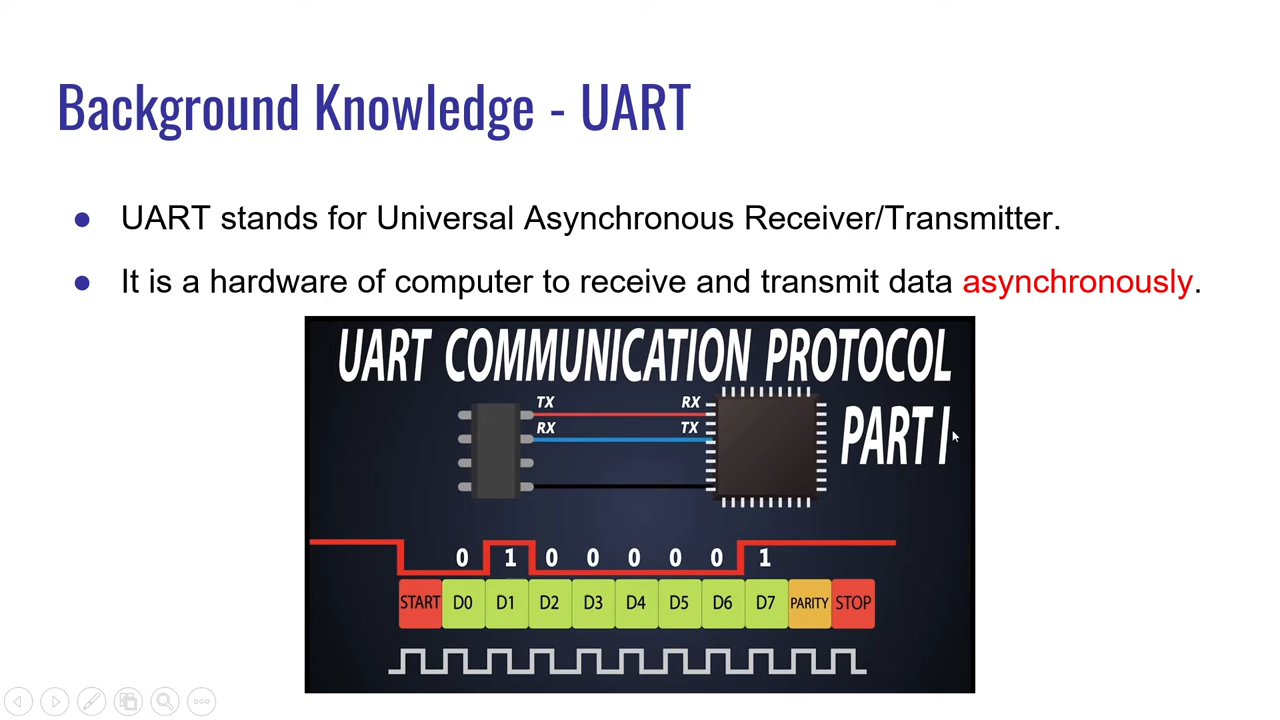 Background Knowledge - UART
● UART stands for Universal Asynchronous Receiver/Transmitter.
● It is a hardware of computer to receive and transmit data asynchronously.
UART COMMUNICATION PROTOCOL
PART I
TX RX
RX TX
0 1 0 0 0 0 0 1
START D0 D1 D2 D3 D4 D5 D6 D7 PARITY STOP